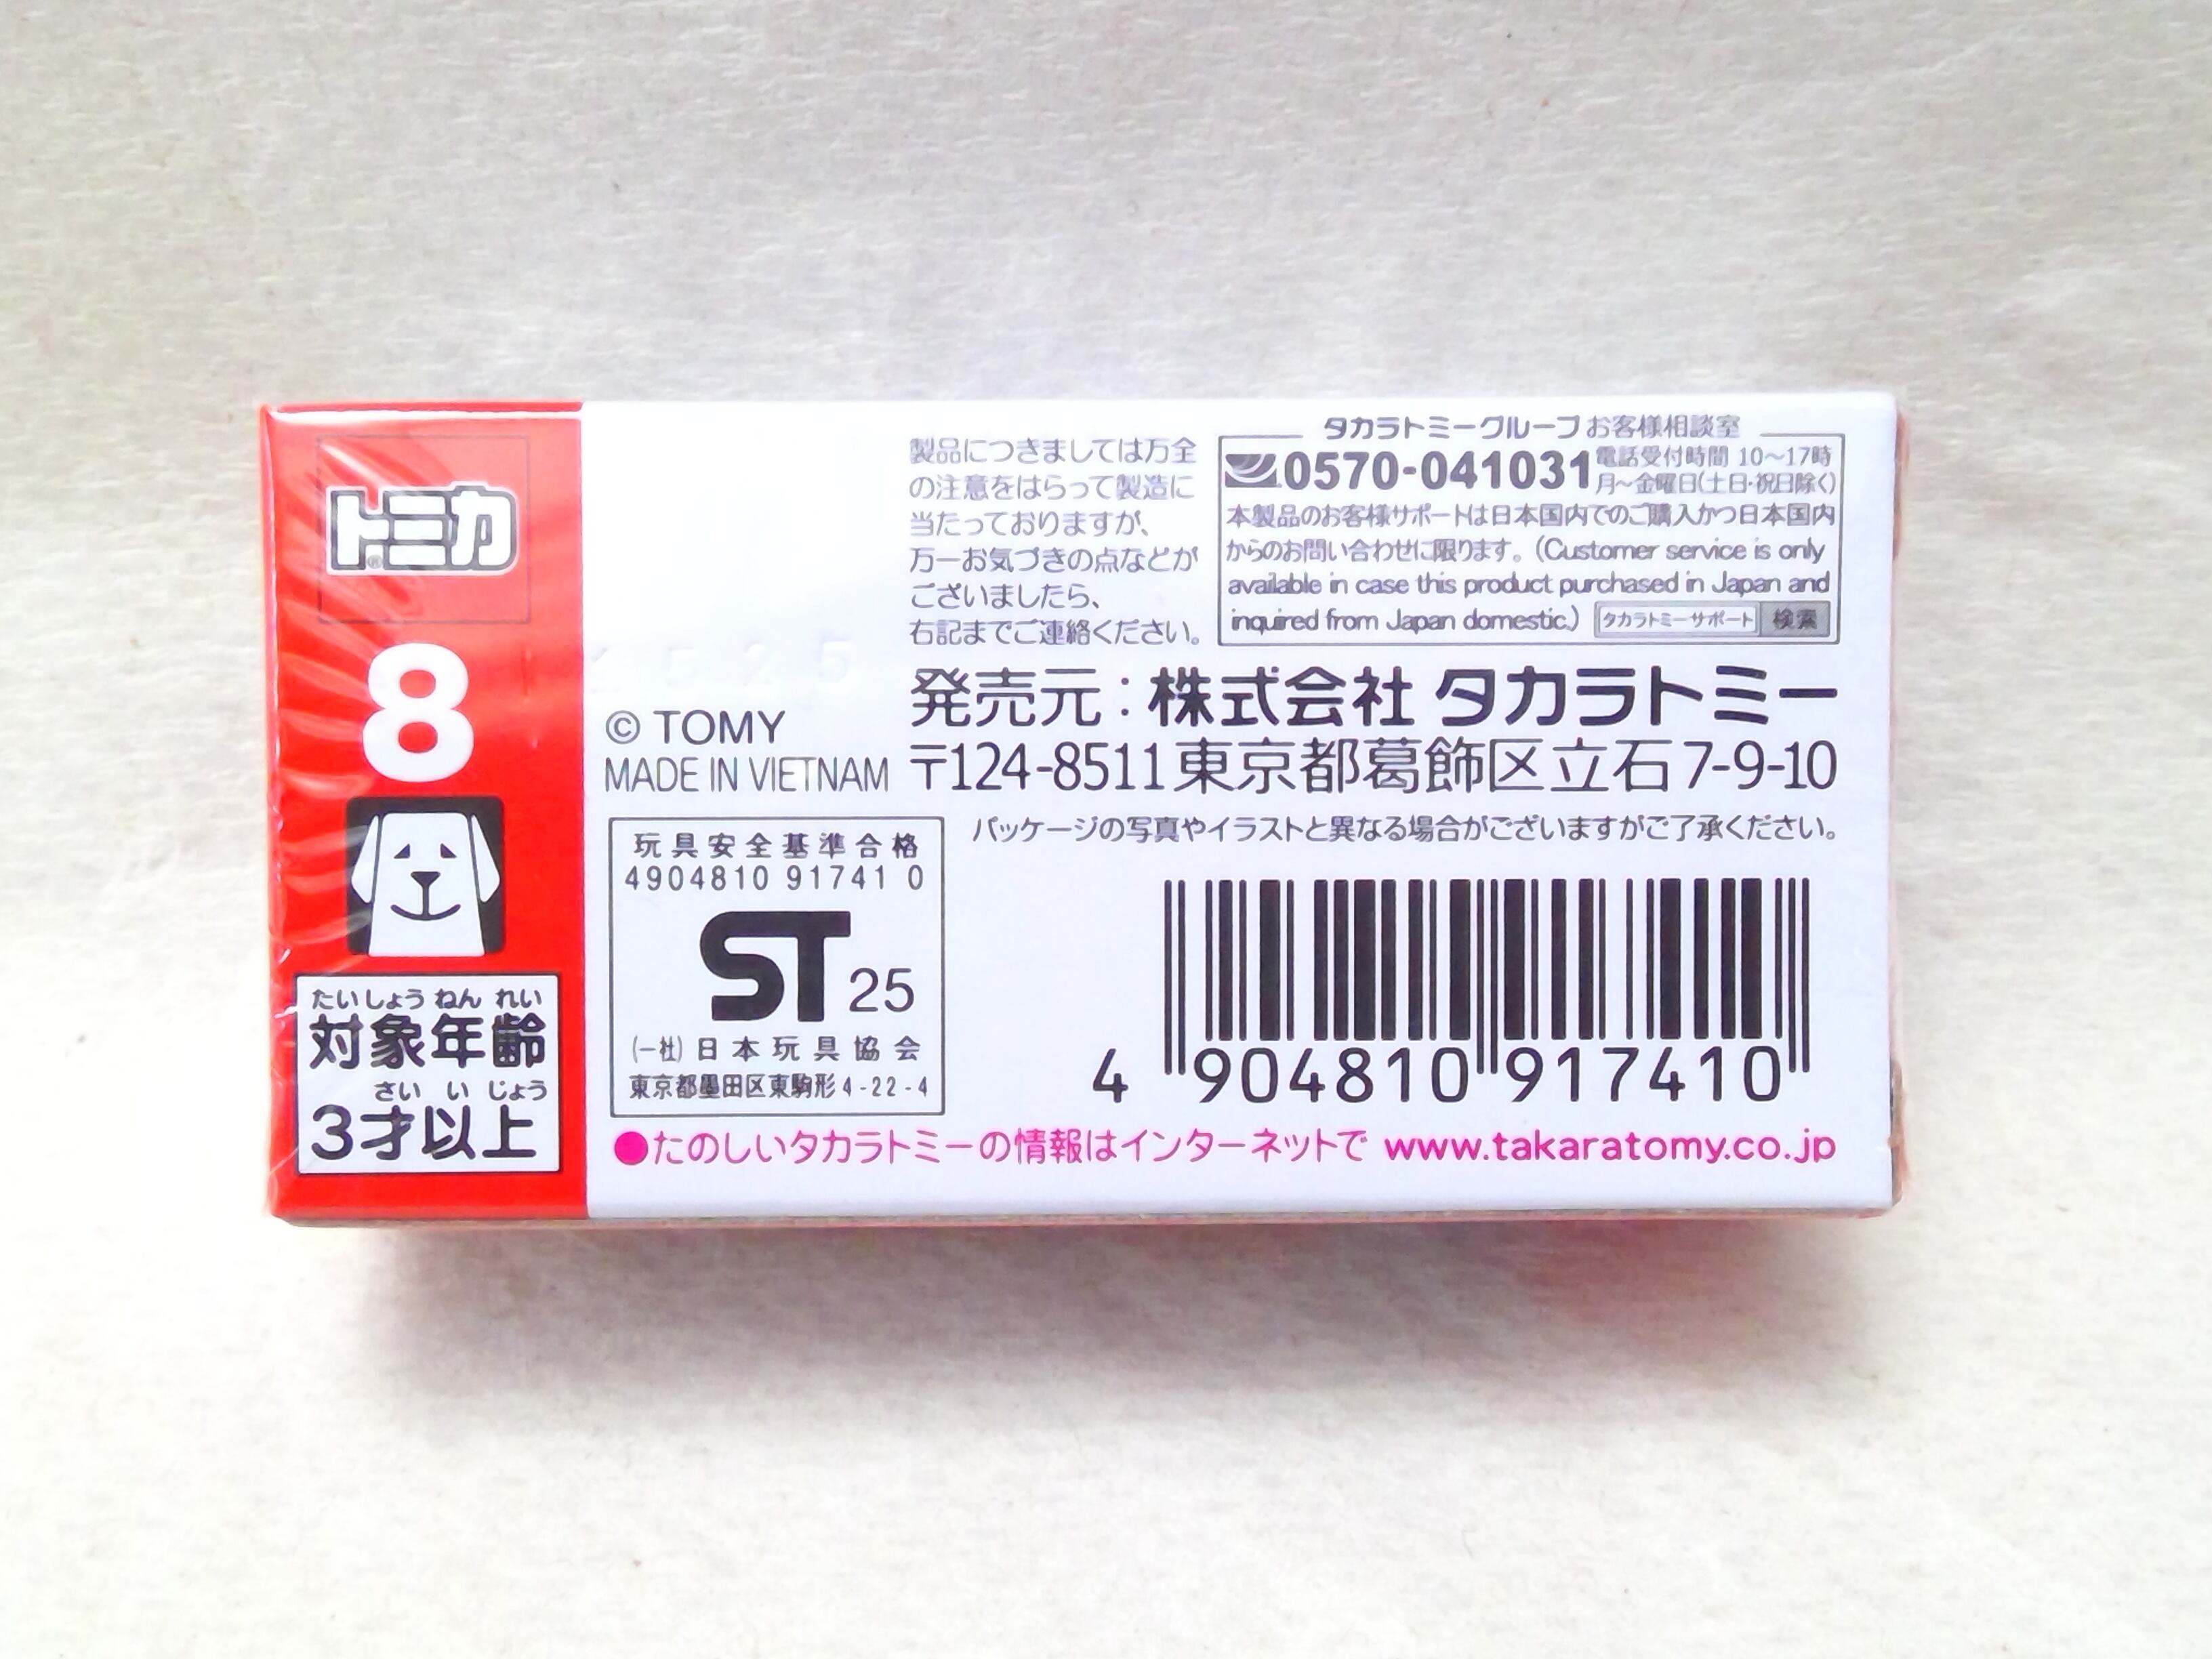 トミカ®
8
たいしょうねんれい
対象年齢
さいいじょう
3才以上
製品につきましては万全
の注意をはらって製造に
当たっておりますが、
万一お気づきの点などが
ございましたら、
右記までご連絡ください。
タカラトミーグループお客様相談室
0570-041031
電話受付時間 10～17時
月～金曜日(土日・祝日除く)
本製品のお客様サポートは日本国内でのご購入かつ日本国内
からのお問い合わせに限ります。(Customer service is only
available in case this product purchased in Japan and
inquired from Japan domestic.) タカラトミーサポート 検索
© TOMY
MADE IN VIETNAM
発売元：株式会社 タカラトミー
〒124-8511東京都葛飾区立石7-9-10
パッケージの写真やイラストと異なる場合がございますがご了承ください。
玩具安全基準合格
4904810 91741 0
ST 25
(一社)日本玩具協会
東京都墨田区東駒形4-22-4
4 904810 917410
●たのしいタカラトミーの情報はインターネットで www.takaratomy.co.jp